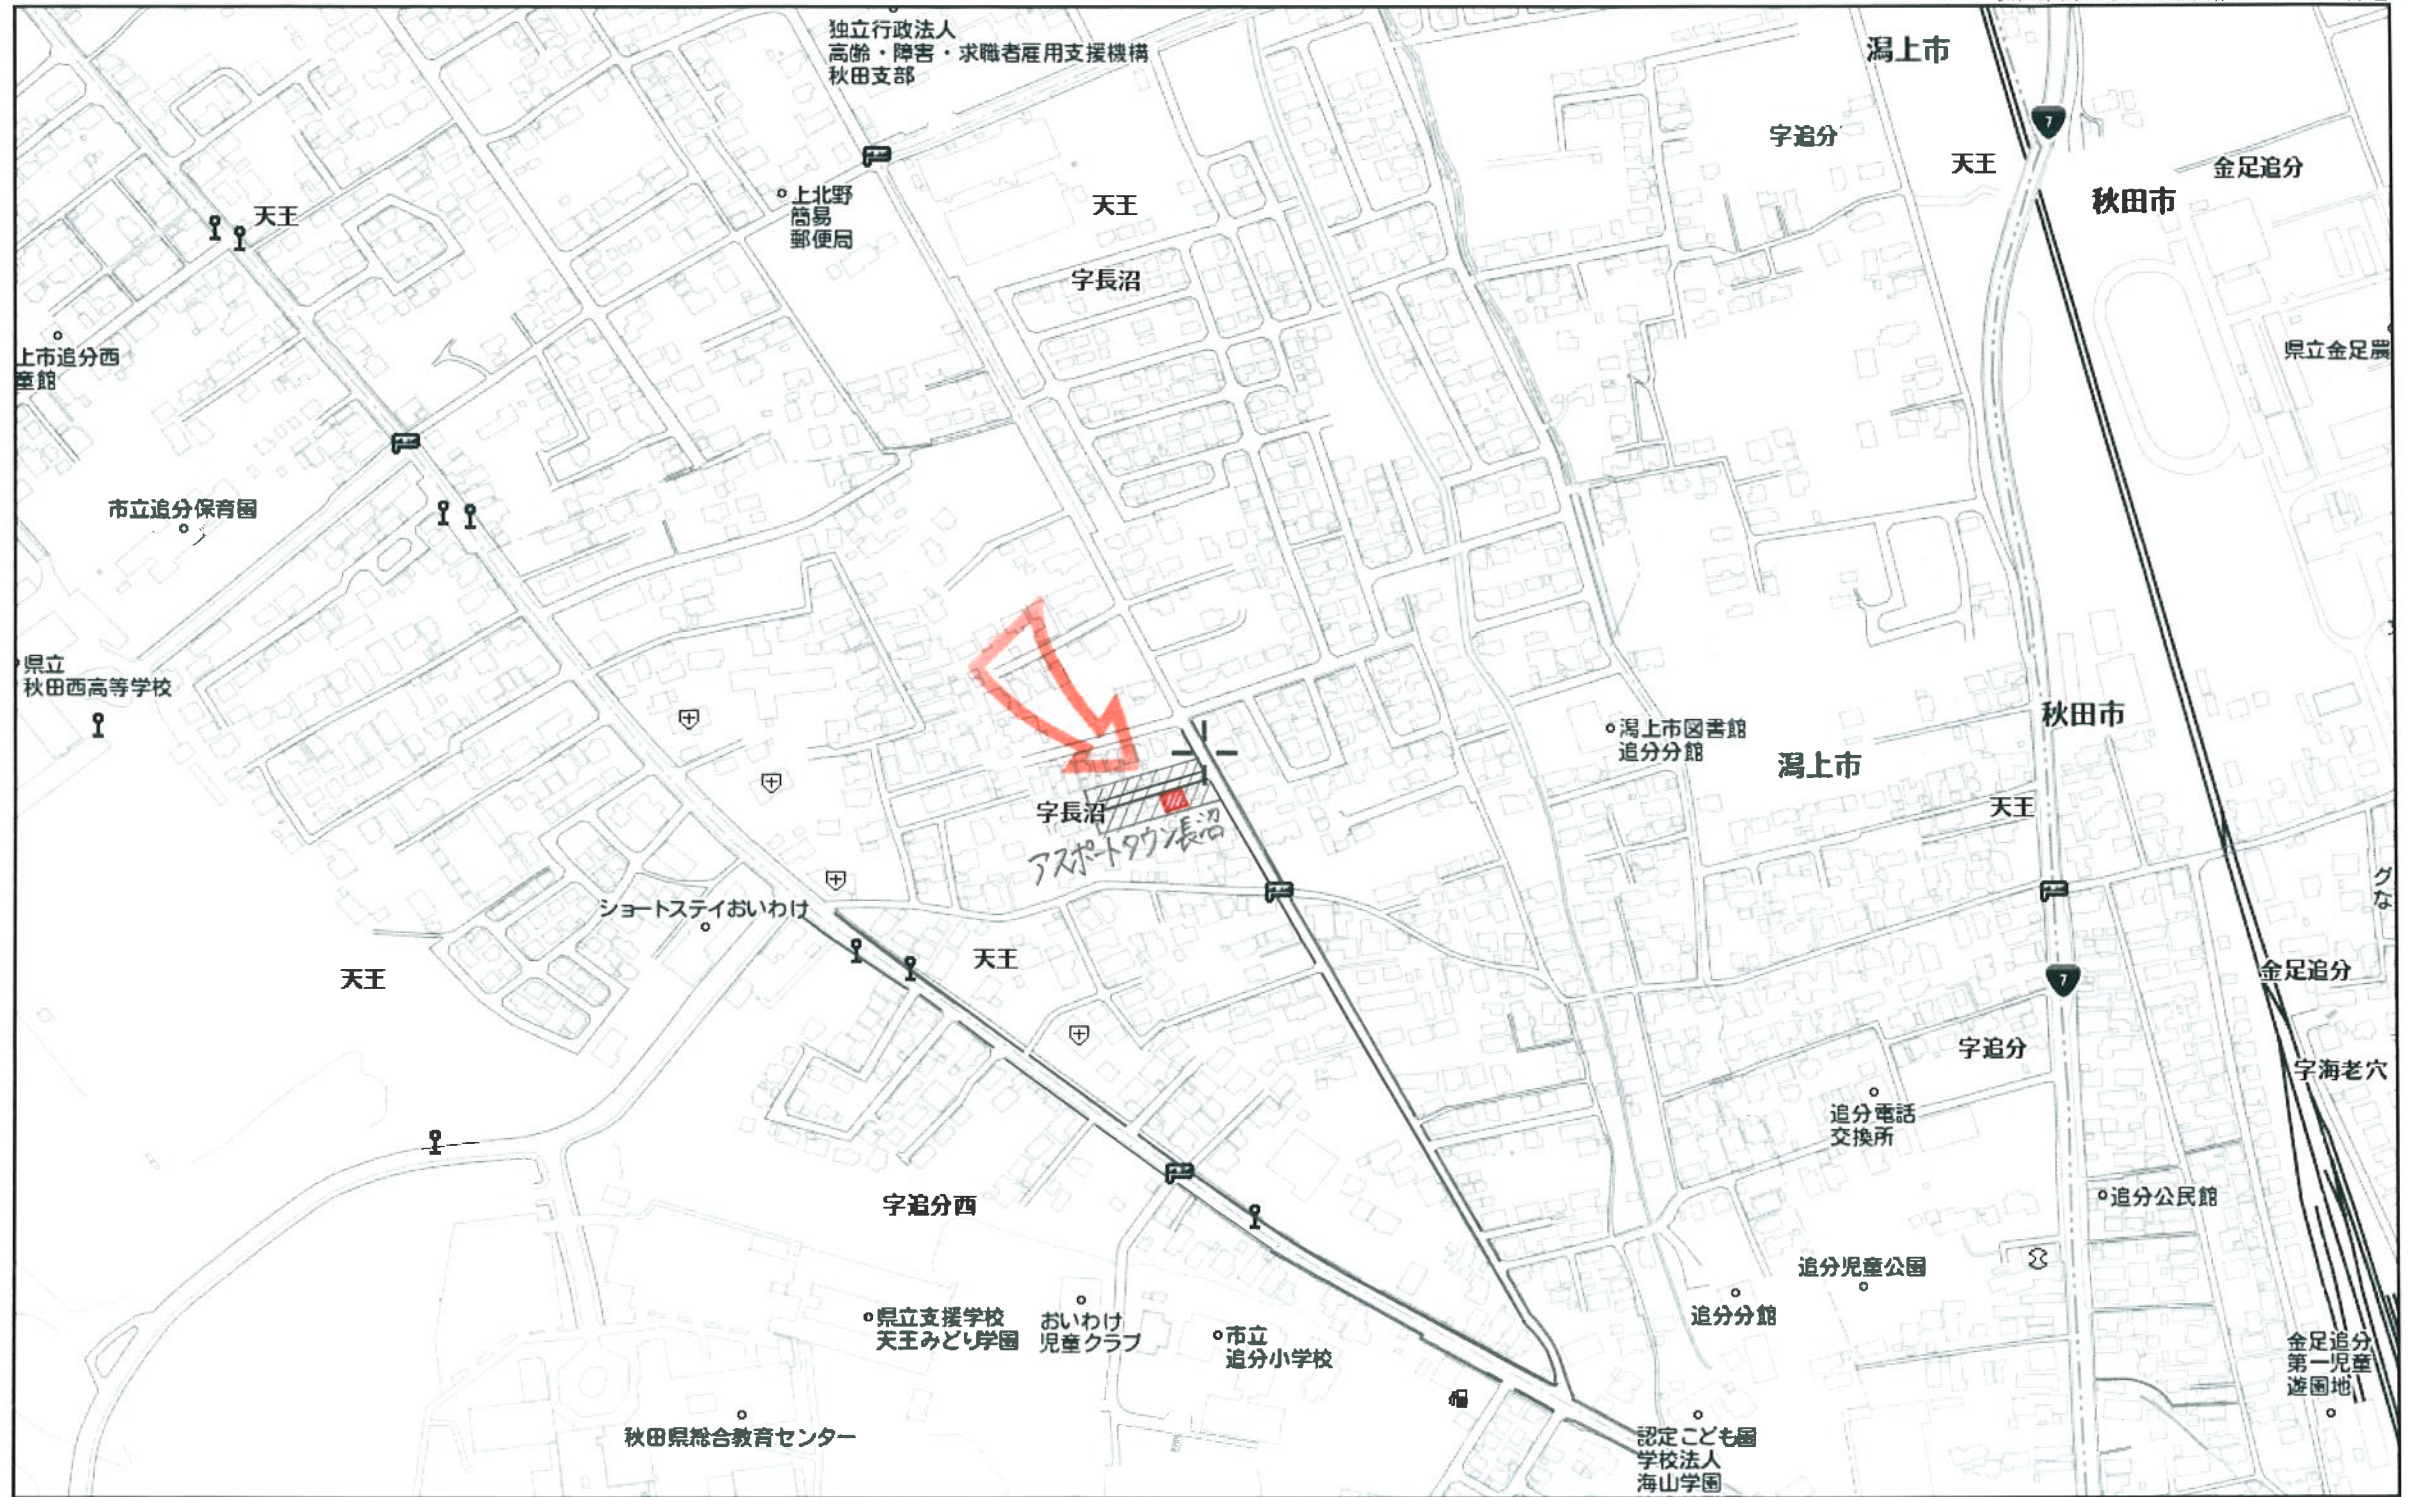 独立行政法人
高齢・障害・求職者雇用支援機構
秋田支部
潟上市
7
字追分
天王
金足追分
秋田市
上北野
簡易
郵便局
天王
天王
字長沼
上市追分西
童館
県立金足農
市立追分保育園
県立
秋田西高等学校
潟上市図書館
追分分館
秋田市
潟上市
天王
字長沼
アスポートタウン長沼
グな
ショートステイおいわけ
天王
天王
金足追分
7
字追分
字海老穴
追分電話
交換所
字追分西
追分公民館
追分児童公園
追分分館
県立支援学校
天王みどり学園
おいわけ
児童クラブ
市立
追分小学校
金足追分
第一児童
遊園地
秋田県総合教育センター
認定こども園
学校法人
海山学園